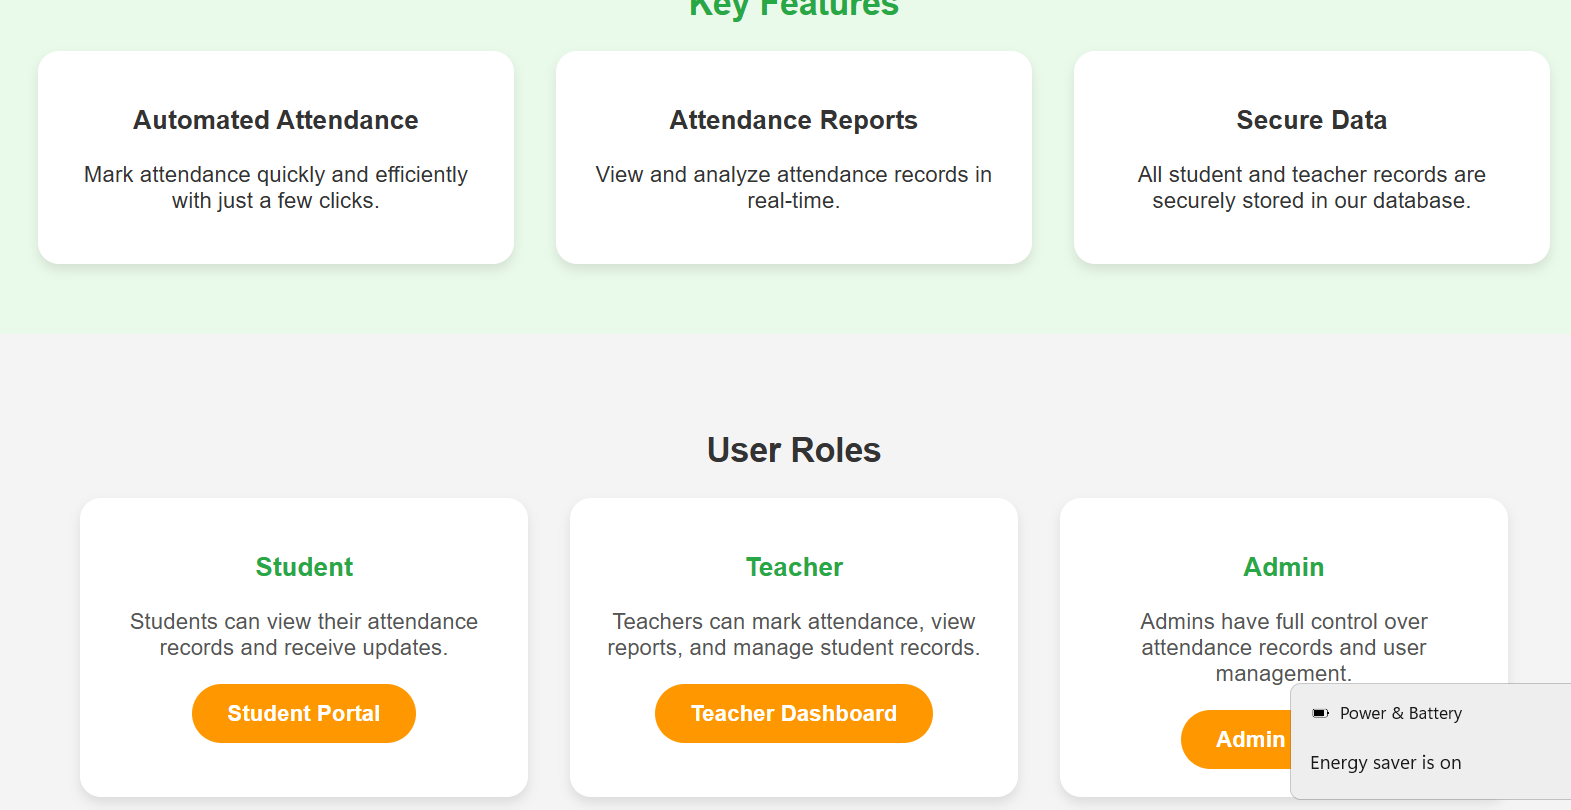 Key Features
Automated Attendance
Mark attendance quickly and efficiently
with just a few clicks.
Attendance Reports
View and analyze attendance records in
real-time.
Secure Data
All student and teacher records are
securely stored in our database.
User Roles
Student
Students can view their attendance
records and receive updates.
Student Portal
Teacher
Teachers can mark attendance, view
reports, and manage student records.
Teacher Dashboard
Admin
Admins have full control over
attendance records and user
management.
Admin
Power & Battery
Energy saver is on